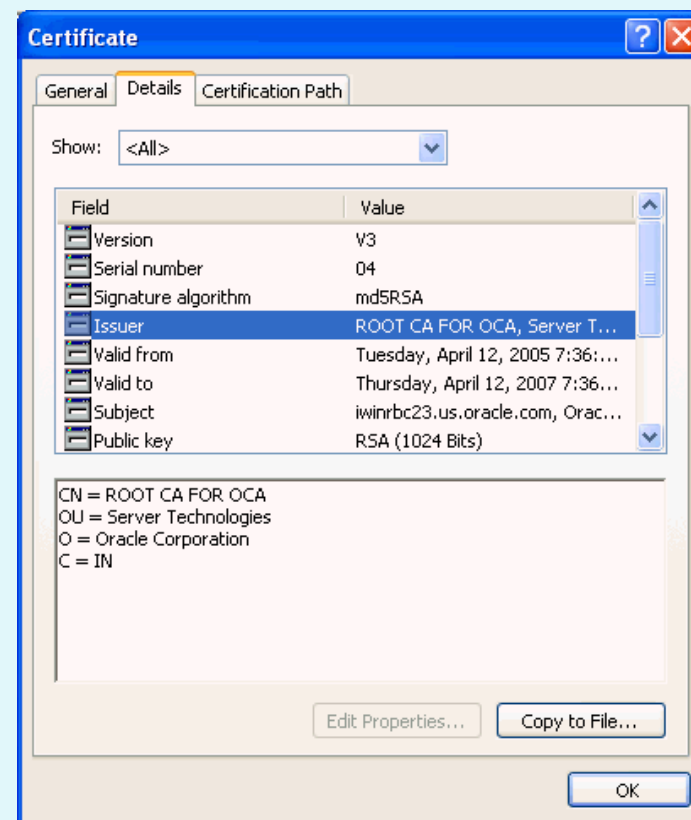 Certificate
General Details Certification Path
Show: <All>
Field Value
Version V3
Serial number 04
Signature algorithm md5RSA
Issuer ROOT CA FOR OCA, Server T...
Valid from Tuesday, April 12, 2005 7:36:...
Valid to Thursday, April 12, 2007 7:36...
Subject iwinrbc23.us.oracle.com, Orac...
Public key RSA (1024 Bits)
CN = ROOT CA FOR OCA
OU = Server Technologies
O = Oracle Corporation
C = IN
Edit Properties... Copy to File...
OK